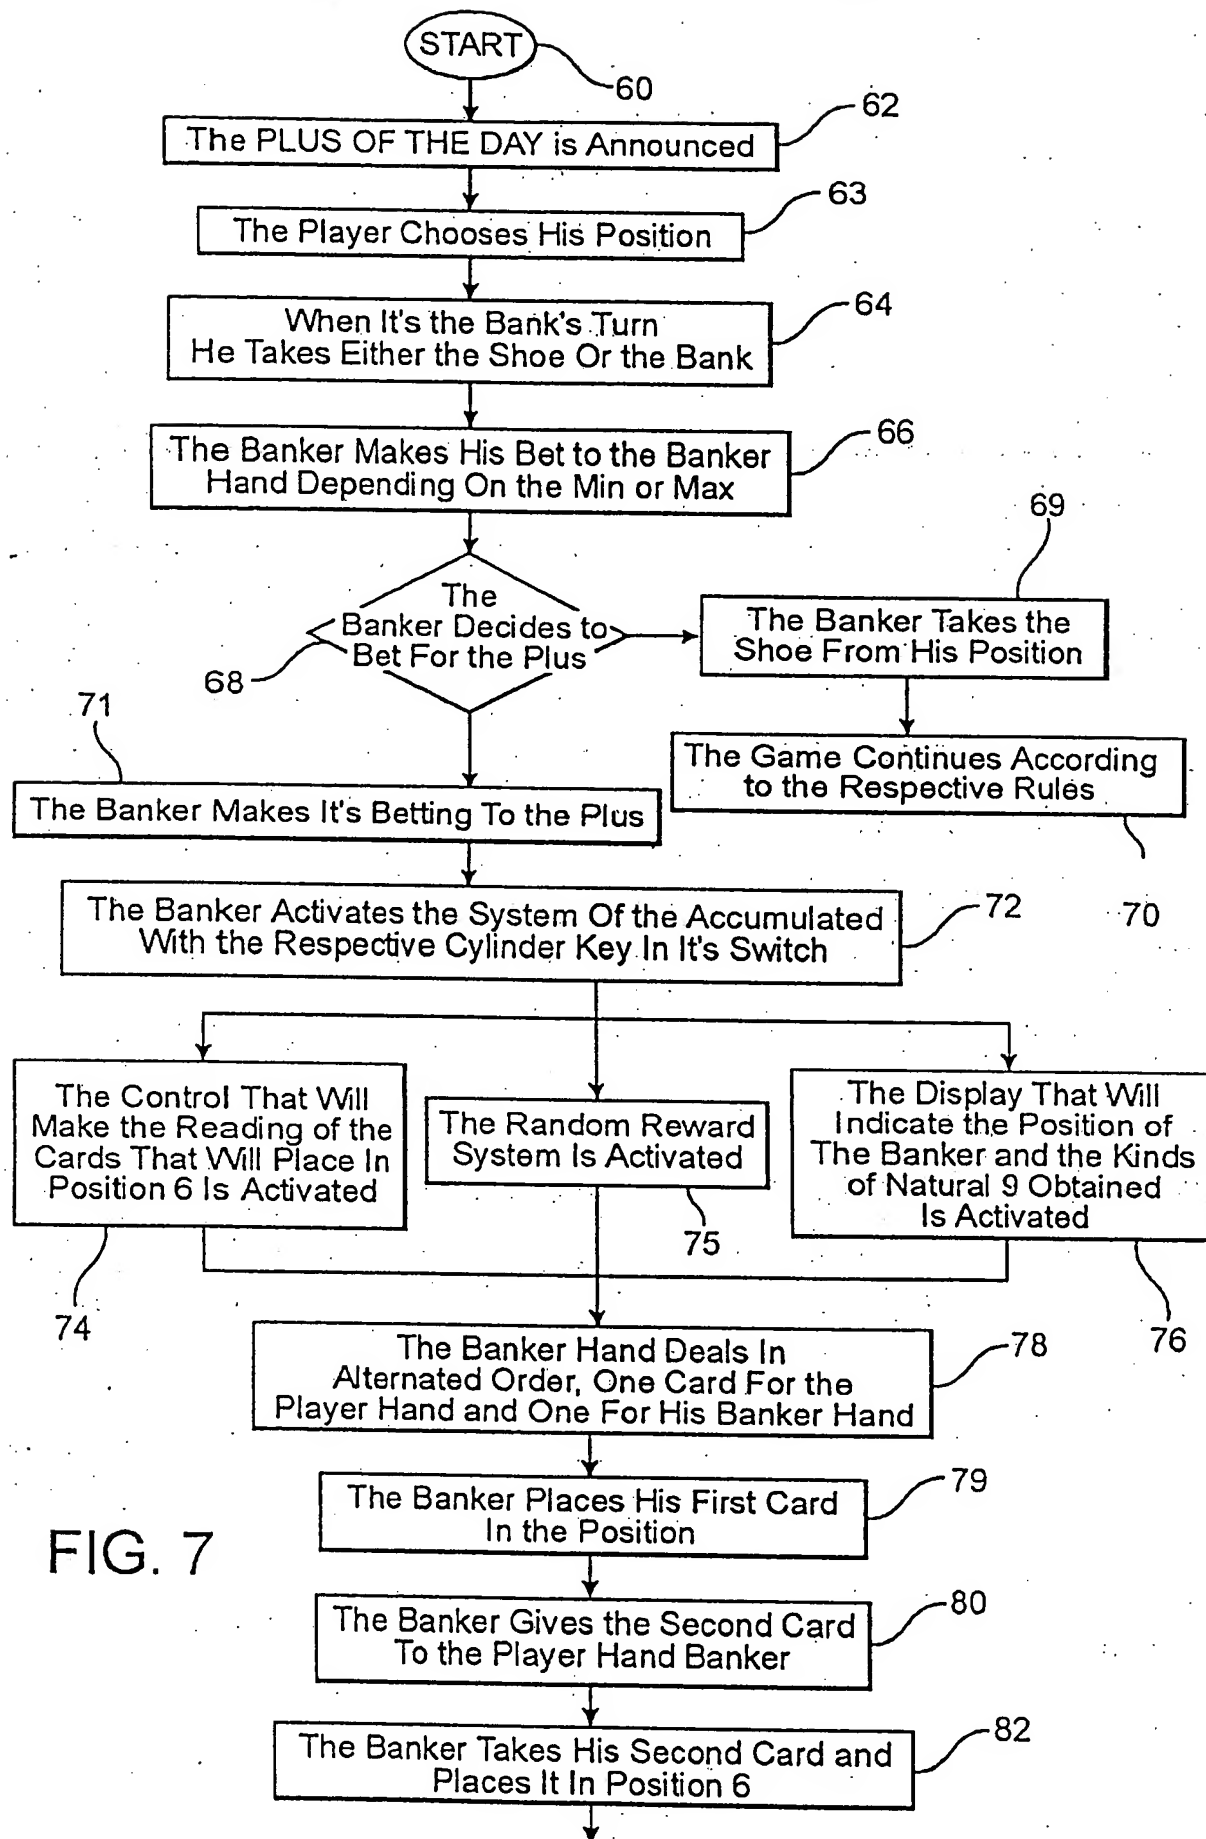 START
60
The PLUS OF THE DAY is Announced
62
The Player Chooses His Position
63
When It's the Bank's Turn
He Takes Either the Shoe Or the Bank
64
The Banker Makes His Bet to the Banker
Hand Depending On the Min or Max
66
The
Banker Decides to
Bet For the Plus
68
The Banker Takes the
Shoe From His Position
69
The Game Continues According
to the Respective Rules
70
71
The Banker Makes It's Betting To the Plus
The Banker Activates the System Of the Accumulated
With the Respective Cylinder Key In It's Switch
72
The Control That Will
Make the Reading of the
Cards That Will Place In
Position 6 Is Activated
74
The Random Reward
System Is Activated
75
The Display That Will
Indicate the Position of
The Banker and the Kinds
of Natural 9 Obtained
Is Activated
76
The Banker Hand Deals In
Alternated Order, One Card For the
Player Hand and One For His Banker Hand
78
The Banker Places His First Card
In the Position
79
FIG. 7
The Banker Gives the Second Card
To the Player Hand Banker
80
The Banker Takes His Second Card and
Places It In Position 6
82